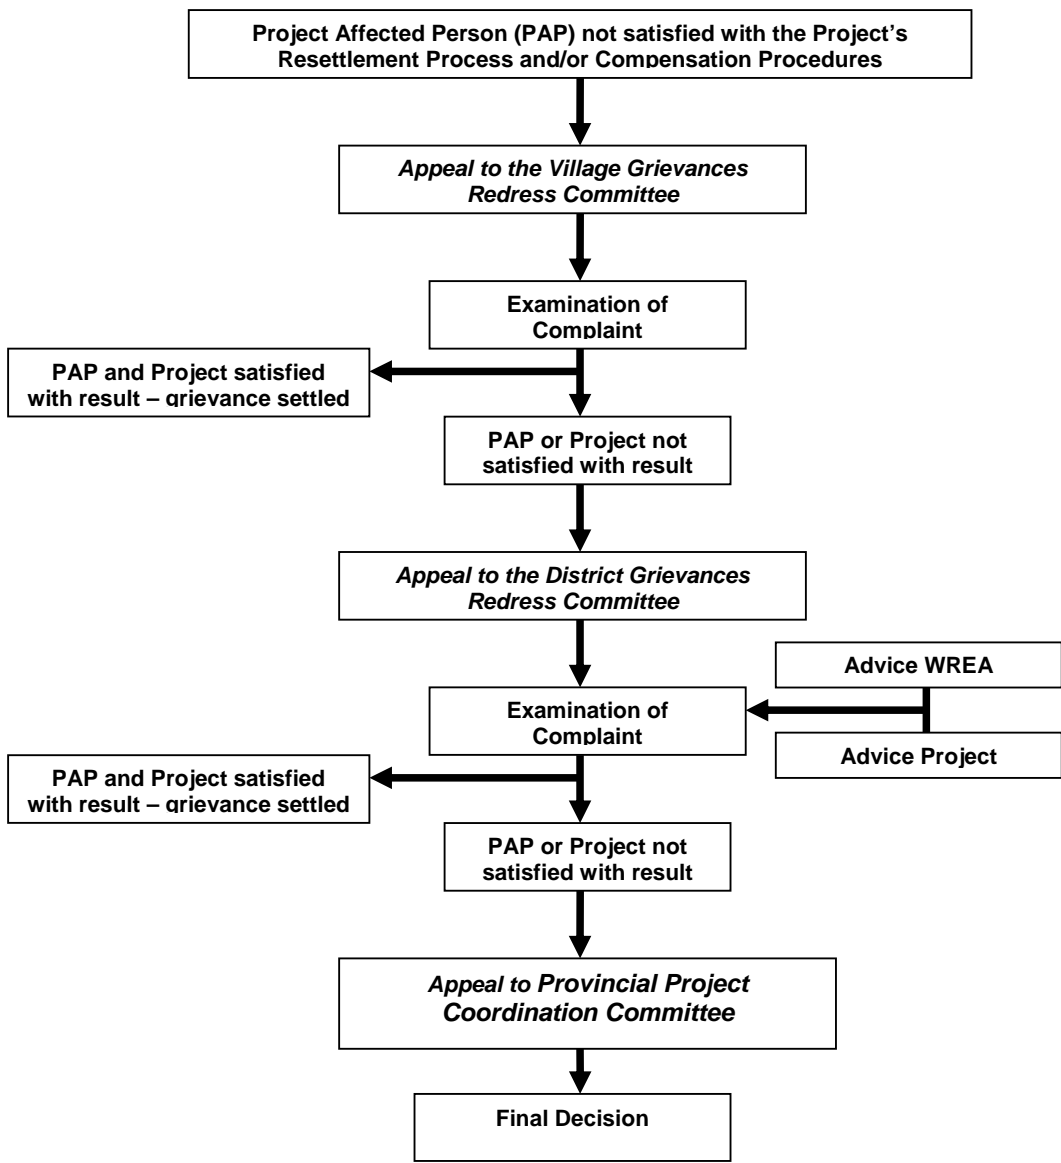 Project Affected Person (PAP) not satisfied with the Project's
Resettlement Process and/or Compensation Procedures
Appeal to the Village Grievances
Redress Committee
Examination of
Complaint
PAP and Project satisfied
with result – grievance settled
PAP or Project not
satisfied with result
Appeal to the District Grievances
Redress Committee
Advice WREA
Examination of
Complaint
Advice Project
PAP and Project satisfied
with result – grievance settled
PAP or Project not
satisfied with result
Appeal to Provincial Project
Coordination Committee
Final Decision